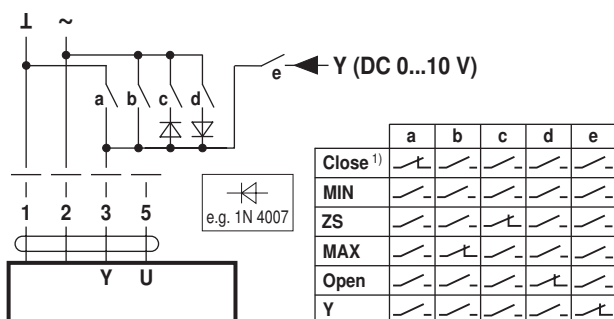 ⊥ ~
e Y (DC 0...10 V)
a b c d
a b c d e
Close 1)
MIN
ZS
MAX
Open
Y
e.g. 1N 4007
1 2 3 5
Y U